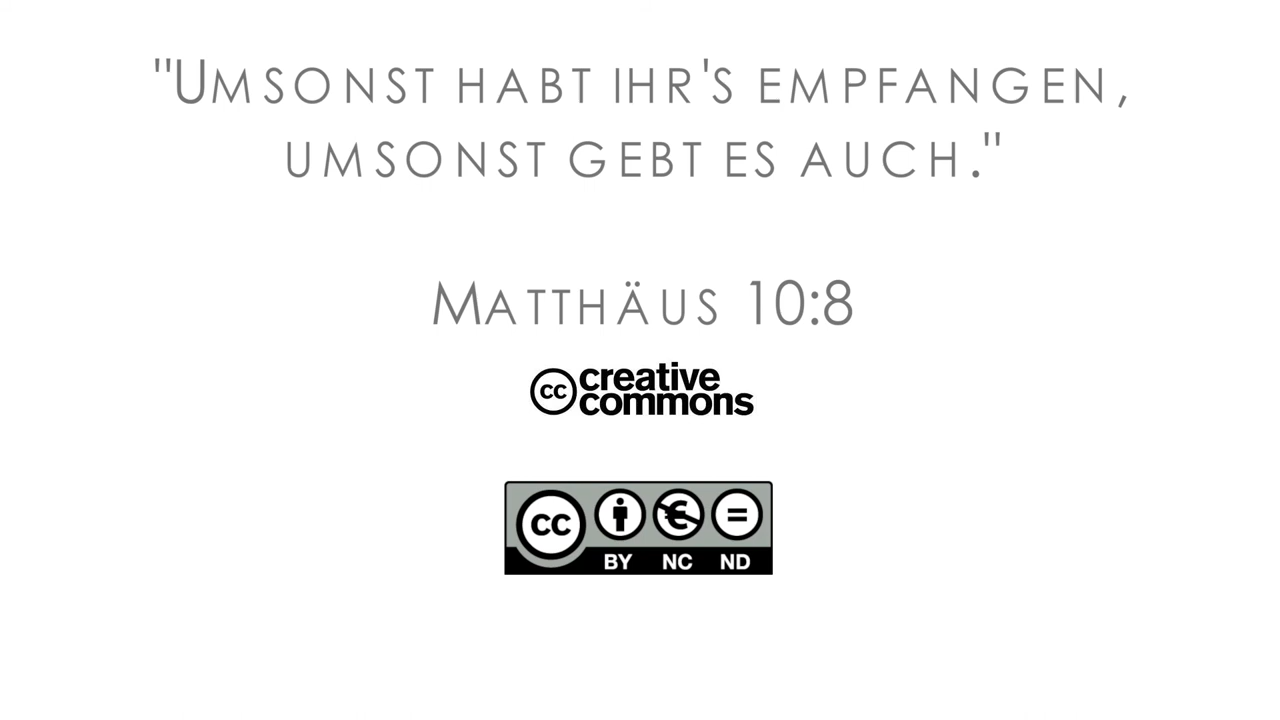 "Umsonst habt ihr's empfangen,
umsonst gebt es auch."
Matthäus 10:8
cc creative
commons
cc
BY NC ND